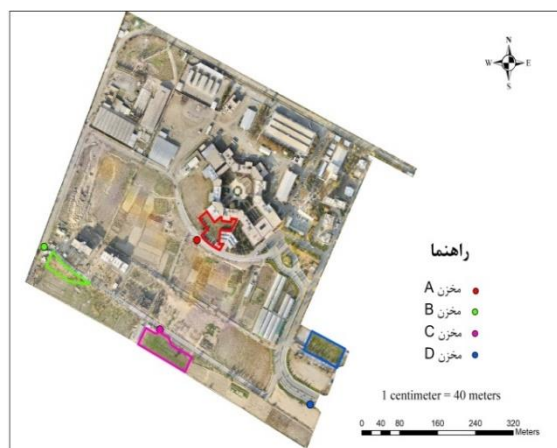 N
W E
S
راهنما
مخزن A
مخزن B
مخزن C
مخزن D
1 centimeter = 40 meters
0 40 80 160 240 320
Meters